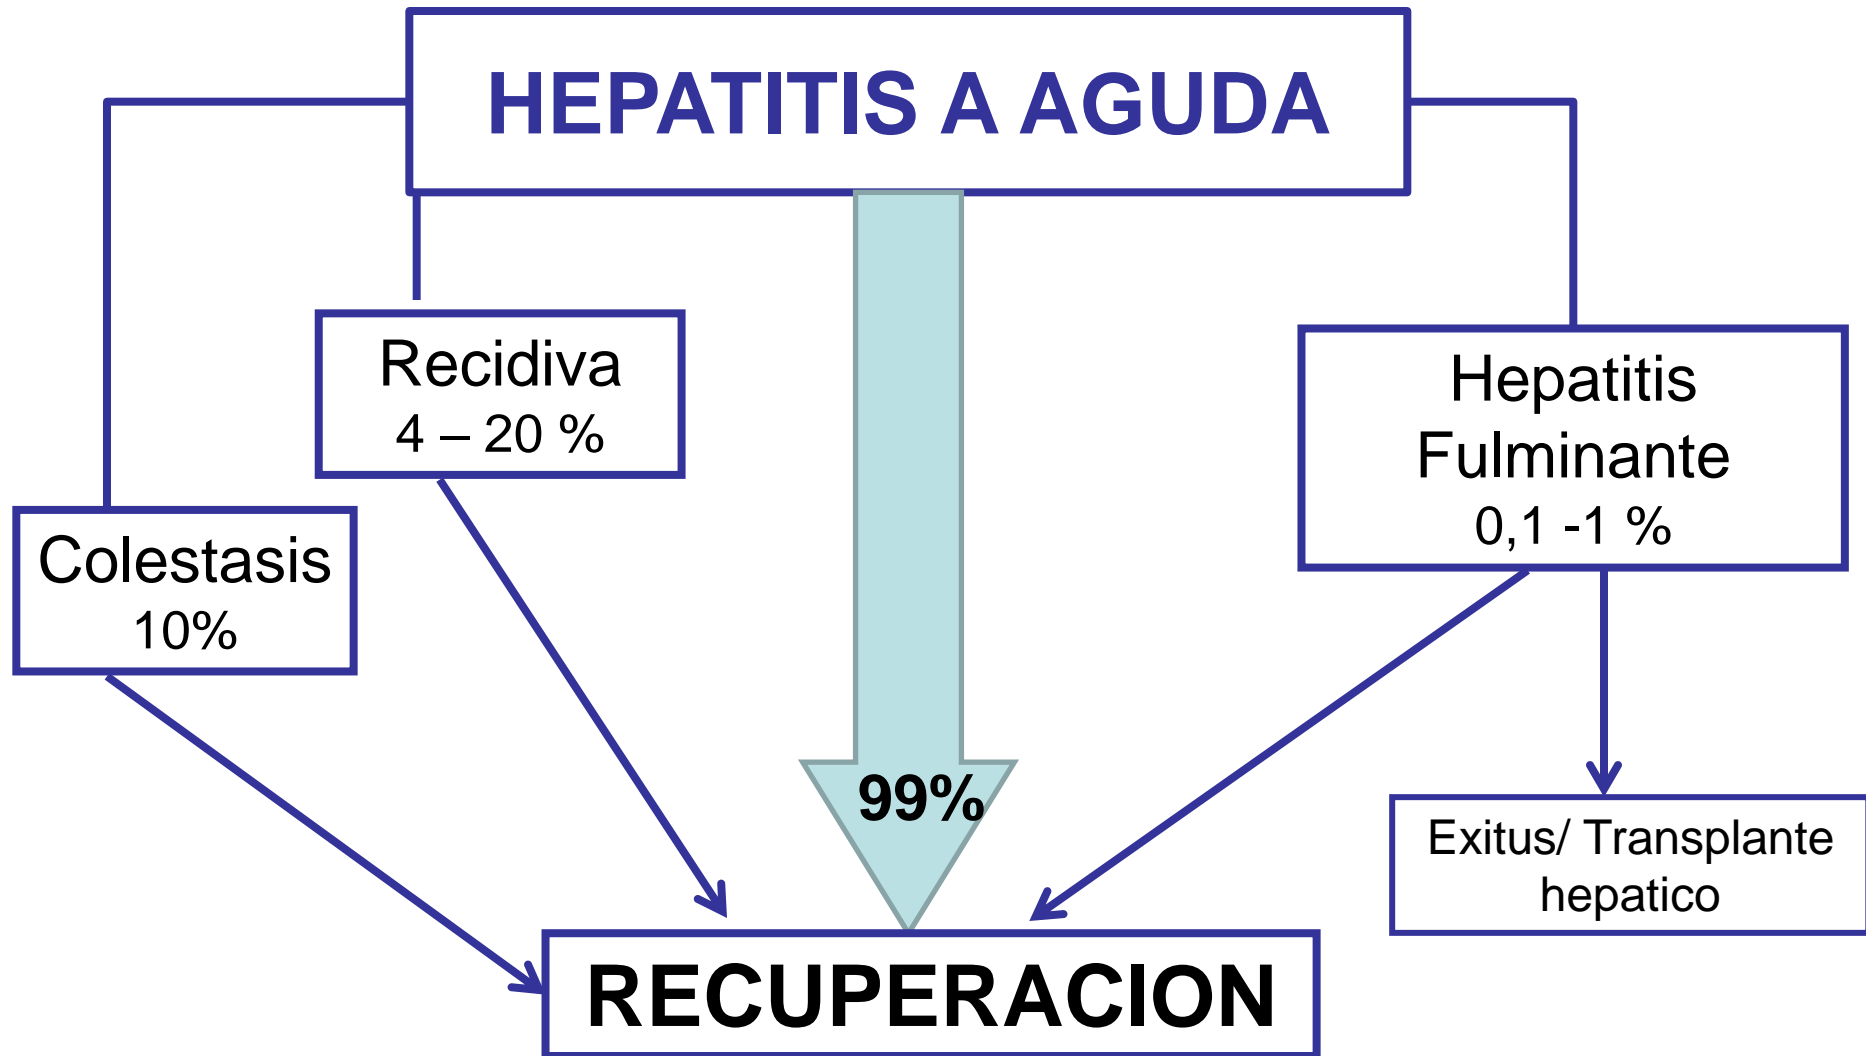 HEPATITIS A AGUDA
Recidiva
4 – 20 %
Hepatitis
Fulminante
0,1 -1 %
Colestasis
10%
99%
Exitus/ Transplante
hepatico
RECUPERACION